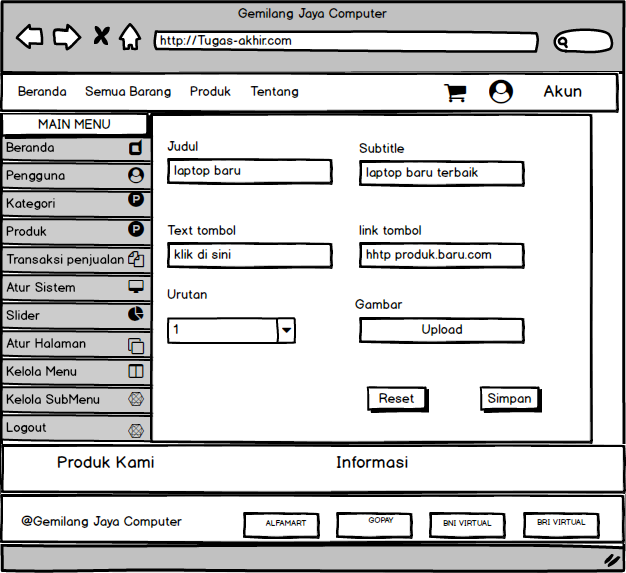 Gemilang Jaya Computer
http://Tugas-akhir.com
Beranda Semua Barang Produk Tentang Akun
MAIN MENU
Beranda
Pengguna
Kategori P
Produk P
Transaksi penjualan
Atur Sistem
Slider
Atur Halaman
Kelola Menu
Kelola SubMenu
Logout
Judul Subtitle
laptop baru laptop baru terbaik
Text tombol link tombol
klik di sini hhtp produk.baru.com
Urutan Gambar
1 Upload
Reset Simpan
Produk Kami Informasi
@Gemilang Jaya Computer ALFAMART GOPAY BNI VIRTUAL BRI VIRTUAL